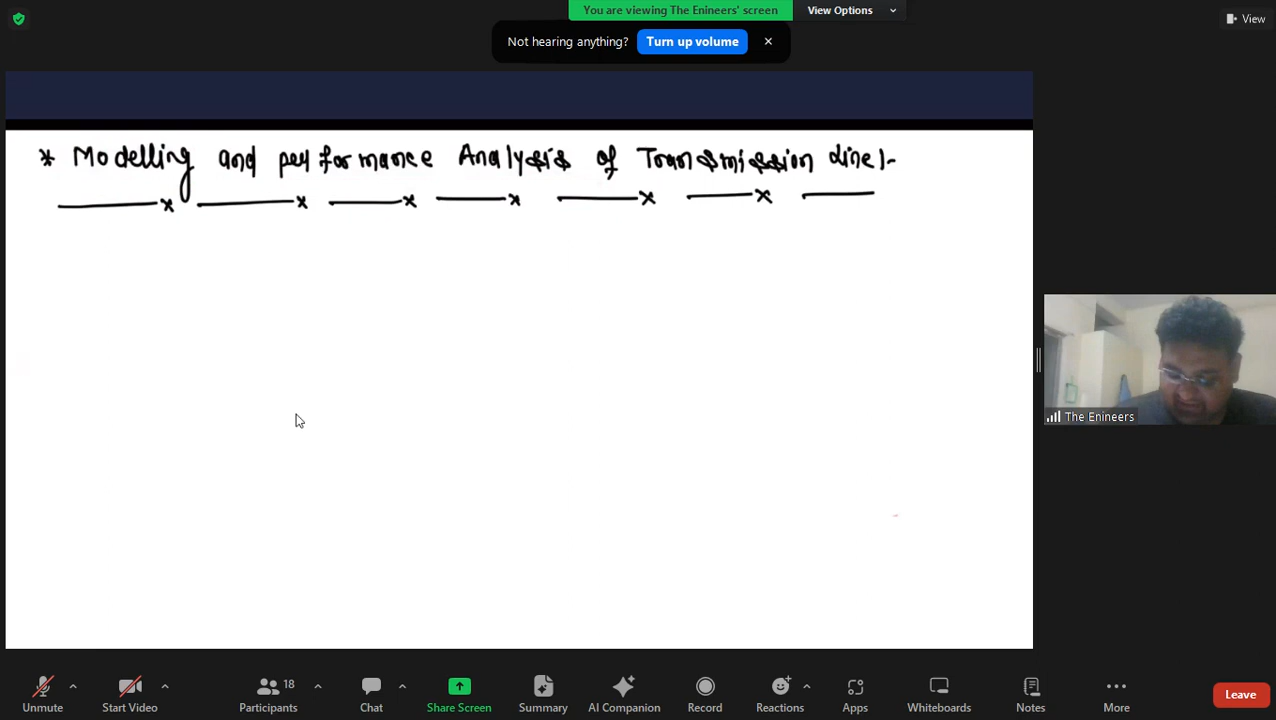 You are viewing The Enineers' screen
View Options
View
Not hearing anything? Turn up volume
* Modelling and performance Analysis of Transmission line:-
The Enineers
Unmute
Start Video
Participants
18
Chat
Share Screen
Summary
AI Companion
Record
Reactions
Apps
Whiteboards
Notes
More
Leave